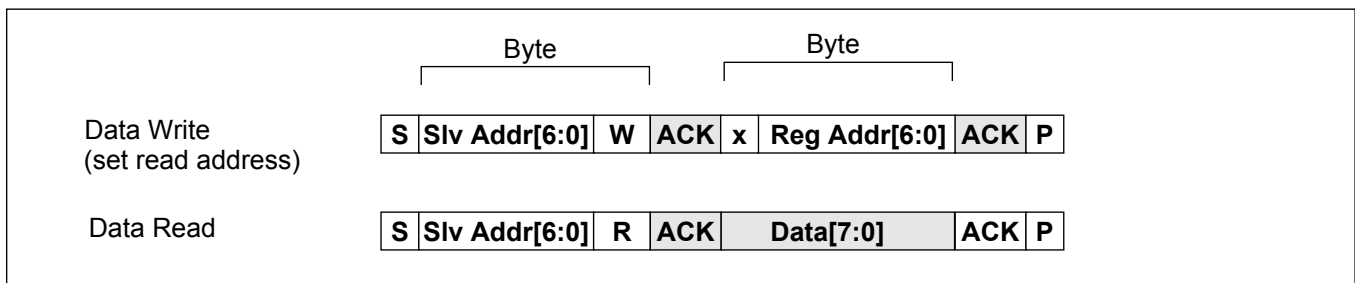 Byte Byte
Data Write S Slv Addr[6:0] W ACK x Reg Addr[6:0] ACK P
(set read address)
Data Read S Slv Addr[6:0] R ACK Data[7:0] ACK P